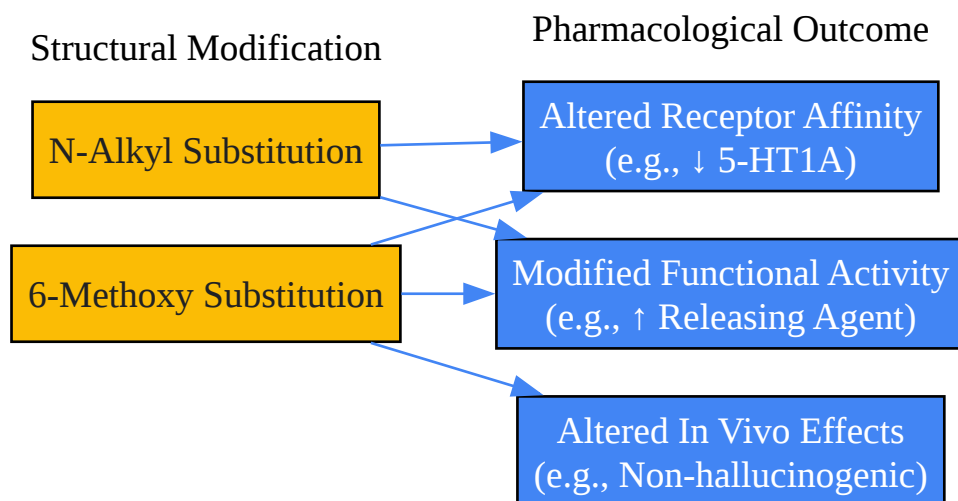 Structural Modification
Pharmacological Outcome
N-Alkyl Substitution
6-Methoxy Substitution
Altered Receptor Affinity
(e.g., ↓ 5-HT1A)
Modified Functional Activity
(e.g., ↑ Releasing Agent)
Altered In Vivo Effects
(e.g., Non-hallucinogenic)